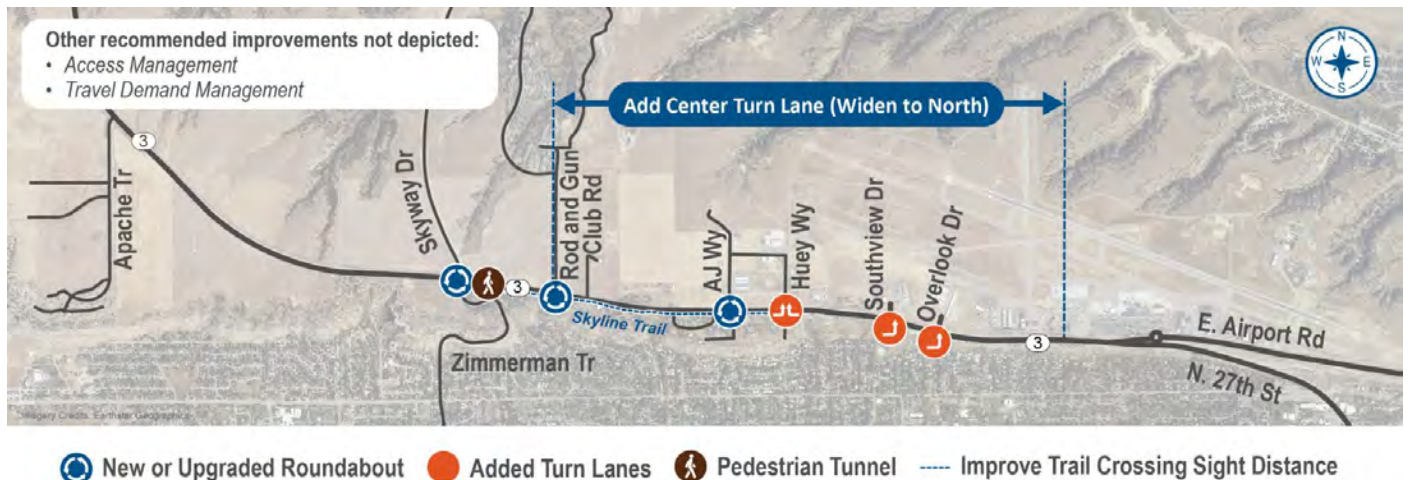 Other recommended improvements not depicted:
• Access Management
• Travel Demand Management
N
W E
S
Add Center Turn Lane (Widen to North)
3
Apache Tr
Skyway Dr
3
Rod and Gun
Club Rd
Skyline Trail
AJ Wy
Huey Wy
Southview Dr
Overlook Dr
3
Zimmerman Tr
E. Airport Rd
N. 27th St
Imagery Credits: Earthstar Geographics
New or Upgraded Roundabout
Added Turn Lanes
Pedestrian Tunnel
Improve Trail Crossing Sight Distance